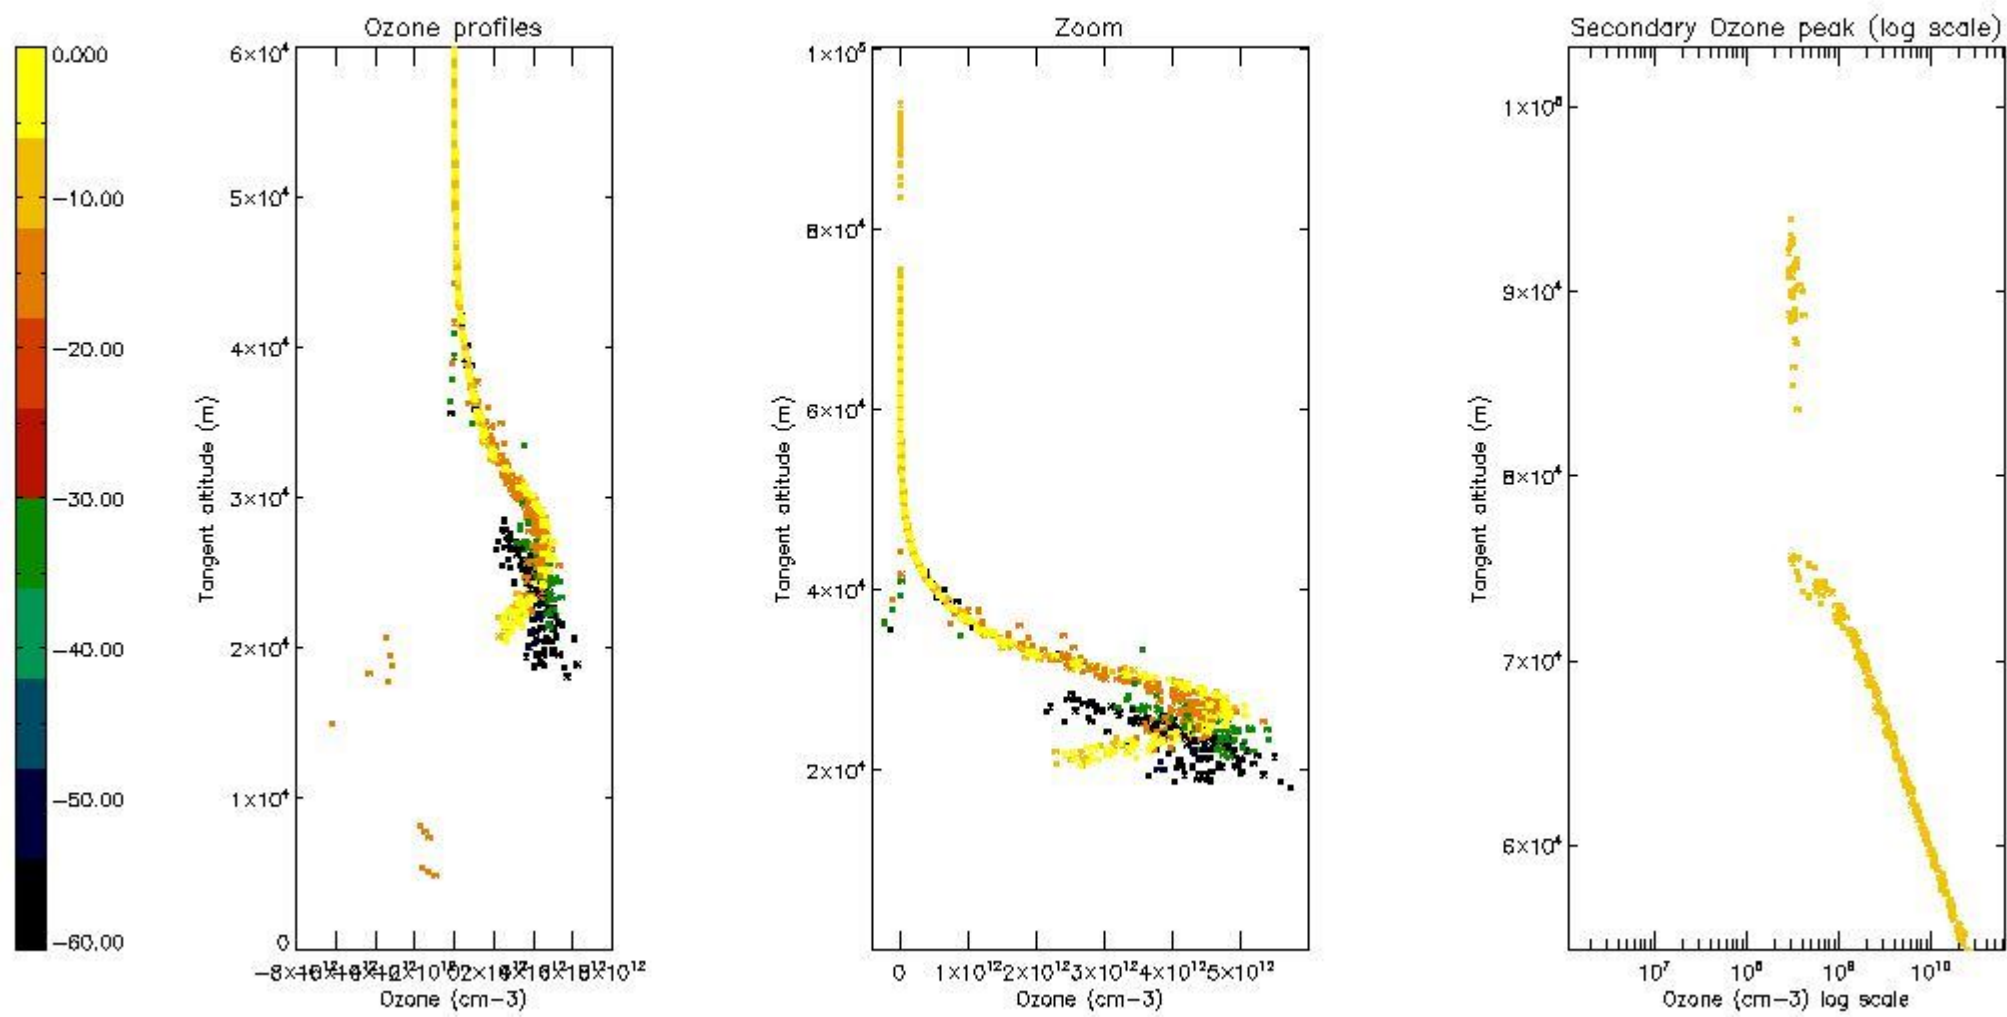 Ozone profiles
Zoom
Secondary Ozone peak (log scale)
0.000
−10.00
−20.00
−30.00
−40.00
−50.00
−60.00
Tangent altitude (m)
6×10⁴
5×10⁴
4×10⁴
3×10⁴
2×10⁴
1×10⁴
0
Ozone (cm−3)
Tangent altitude (m)
1×10⁵
8×10⁴
6×10⁴
4×10⁴
2×10⁴
0 1×10¹² 2×10¹² 3×10¹² 4×10¹² 5×10¹²
Ozone (cm−3)
Tangent altitude (m)
9×10⁴
8×10⁴
7×10⁴
6×10⁴
10⁷ 10⁸ 10⁹ 10¹⁰
Ozone (cm−3) log scale